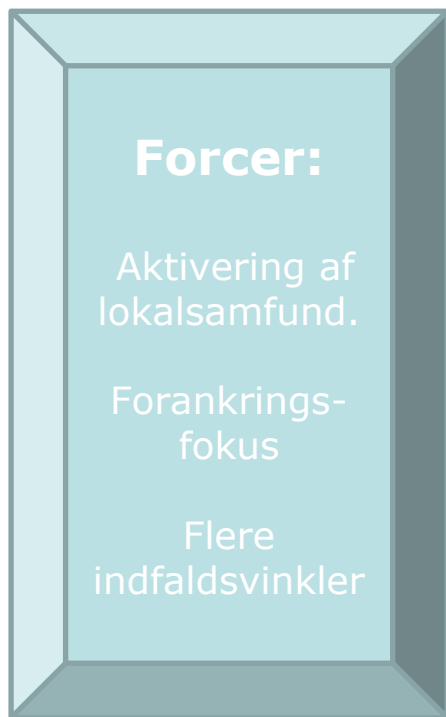 Forcer:
Aktivering af
lokalsamfund.
Forankrings-
fokus
Flere
indfaldsvinkler